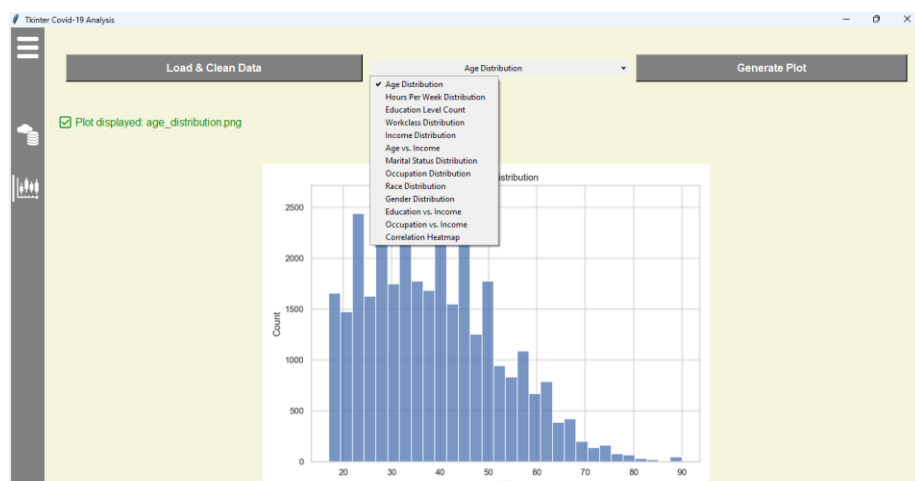 Tkinter Covid-19 Analysis
Load & Clean Data
Age Distribution
Generate Plot
Age Distribution
Hours Per Week Distribution
Education Level Count
Workclass Distribution
Income Distribution
Age vs. Income
Marital Status Distribution
Occupation Distribution
Race Distribution
Gender Distribution
Education vs. Income
Occupation vs. Income
Correlation Heatmap
Plot displayed: age_distribution.png
istribution
2500
2000
1500
1000
500
0
Count
20 30 40 50 60 70 80 90